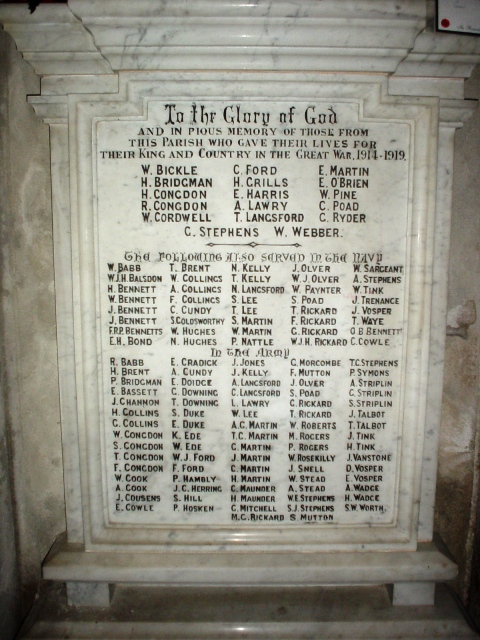 To the Glory of God
AND IN PIOUS MEMORY OF THOSE FROM
THIS PARISH WHO GAVE THEIR LIVES FOR
THEIR KING AND COUNTRY IN THE GREAT WAR. 1914-1919.
W. BICKLE C. FORD E. MARTIN
H. BRIDGMAN H. GRILLS E. O'BRIEN
H. CONGDON E. HARRIS W. PINE
R. CONGDON A. LAWRY C. POAD
W. CORDWELL T. LANGSFORD C. RYDER
C. STEPHENS W. WEBBER.
The following also served in the Navy
W. BABB T. BRENT N. KELLY J. OLVER W. SARGEANT
W.J.H. BALSDON W. COLLINGS T. KELLY W.J. OLVER A. STEPHENS
H. BENNETT A. COLLINGS N. LANGSFORD W. PAYNTER W. TINK
W. BENNETT F. COLLINGS S. LEE S. POAD J. TRENANCE
J. BENNETT C. CUNDY T. LEE T. RICKARD J. VOSPER
J. BENNETT S. GOLDSWORTHY S. MARTIN F. RICKARD T. WAYE
F.R.P. BENNETTS W. HUGHES W. MARTIN G. RICKARD O.B. BENNETT
E.H. BOND N. HUGHES P. NATTLE W.J.H. RICKARD C. COWLE
In the Army
R. BABB E. CRADICK J. JONES G. MORCOMBE T.C. STEPHENS
H. BRENT A. CUNDY J. KELLY F. MUTTON P. SYMONS
P. BRIDGMAN E. DOIDGE A. LANGSFORD J. OLVER A. STRIPLIN
E. BASSETT C. DOWNING C. LANGSFORD S. POAD C. STRIPLIN
J. CHANNON T. DOWNING L. LAWRY C. RICKARD S. STRIPLIN
H. COLLINS S. DUKE W. LEE T. RICKARD J. TALBOT
C. COLLINS E. DUKE A.C. MARTIN W. ROBERTS T. TALBOT
W. CONGDON K. EDE T.C. MARTIN M. ROGERS J. TINK
S. CONGDON W. EDE C. MARTIN P. ROGERS H. TINK
T. CONGDON W.J. FORD J. MARTIN W. ROSEKILLY J. VANSTONE
F. CONGDON F. FORD C. MARTIN J. SNELL D. VOSPER
W. COOK P. HAMBLY H. MARTIN W. STEAD E. VOSPER
A. COOK J.C. HERRING C. MAUNDER A. STEAD A. WADGE
J. COUSENS S. HILL H. MAUNDER W.E. STEPHENS H. WADGE
E. COWLE P. HOSKEN C. MITCHELL S.J. STEPHENS S.W. WORTH.
M.G. RICKARD S MUTTON